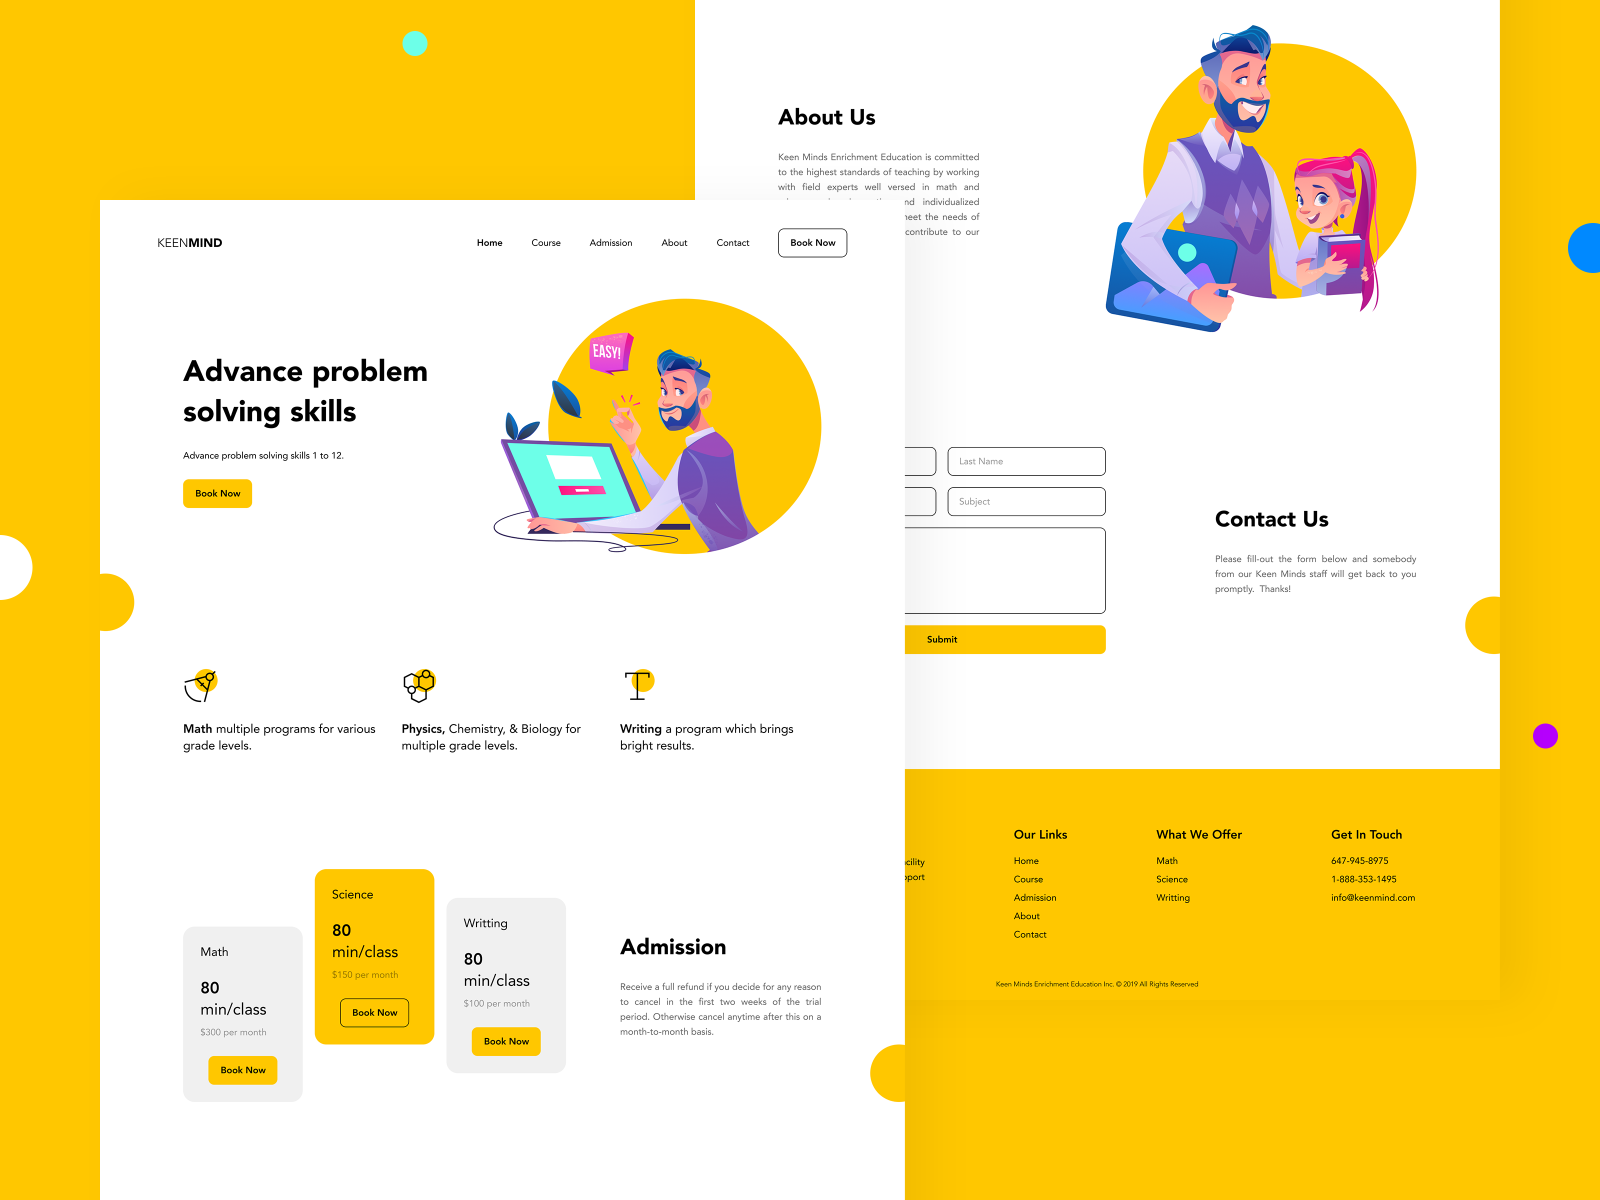 KEENMIND
Home
Course
Admission
About
Contact
Book Now
Advance problem
solving skills
Advance problem solving skills 1 to 12.
Book Now
EASY!
Math multiple programs for various
grade levels.
Physics, Chemistry, & Biology for
multiple grade levels.
Writing a program which brings
bright results.
Math
80
min/class
$300 per month
Book Now
Science
80
min/class
$150 per month
Book Now
Writting
80
min/class
$100 per month
Book Now
Admission
Receive a full refund if you decide for any reason
to cancel in the first two weeks of the trial
period. Otherwise cancel anytime after this on a
month-to-month basis.
About Us
Keen Minds Enrichment Education is committed
to the highest standards of teaching by working
with field experts well versed in math and
individualized
the needs of
contribute to our
Last Name
Subject
Submit
Contact Us
Please fill-out the form below and somebody
from our Keen Minds staff will get back to you
promptly. Thanks!
Our Links
Home
Course
Admission
About
Contact
What We Offer
Math
Science
Writting
Get In Touch
647-945-8975
1-888-353-1495
info@keenmind.com
Keen Minds Enrichment Education Inc. © 2019 All Rights Reserved